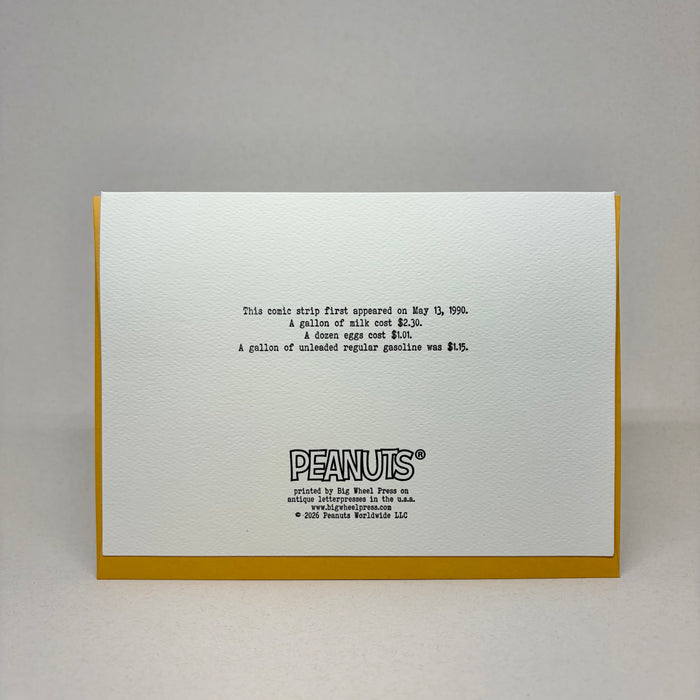 This comic strip first appeared on May 13, 1990.
A gallon of milk cost $2.30.
A dozen eggs cost $1.01.
A gallon of unleaded regular gasoline was $1.15.
PEANUTS®
printed by Big Wheel Press on
antique letterpresses in the u.s.a.
www.bigwheelpress.com
© 2026 Peanuts Worldwide LLC